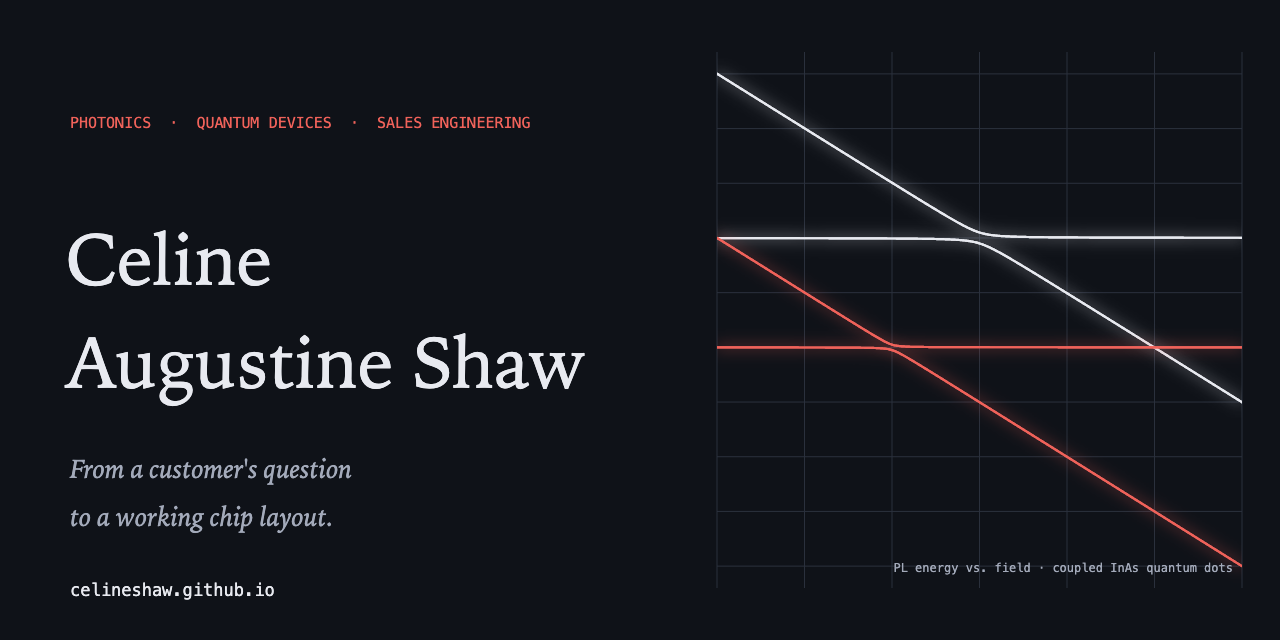 PHOTONICS · QUANTUM DEVICES · SALES ENGINEERING
Celine
Augustine Shaw
From a customer's question
to a working chip layout.
celineshaw.github.io
PL energy vs. field · coupled InAs quantum dots